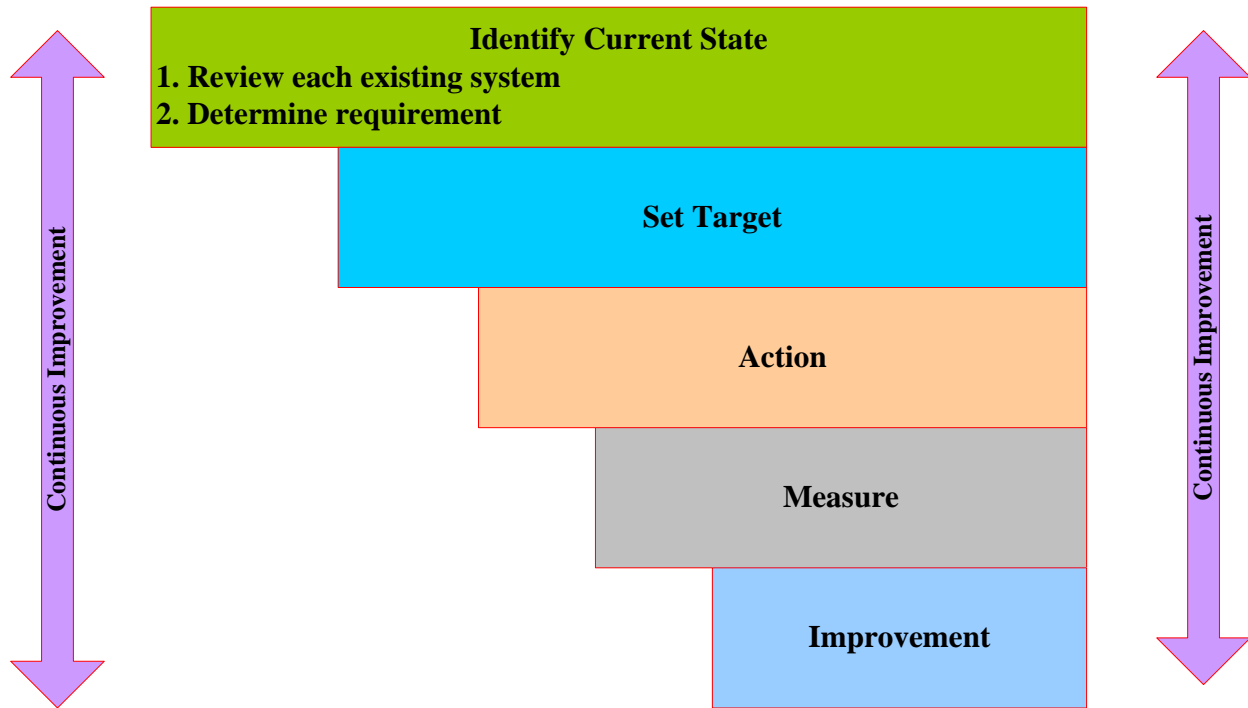 Identify Current State
1. Review each existing system
2. Determine requirement
Set Target
Action
Measure
Improvement
Continuous Improvement
Continuous Improvement